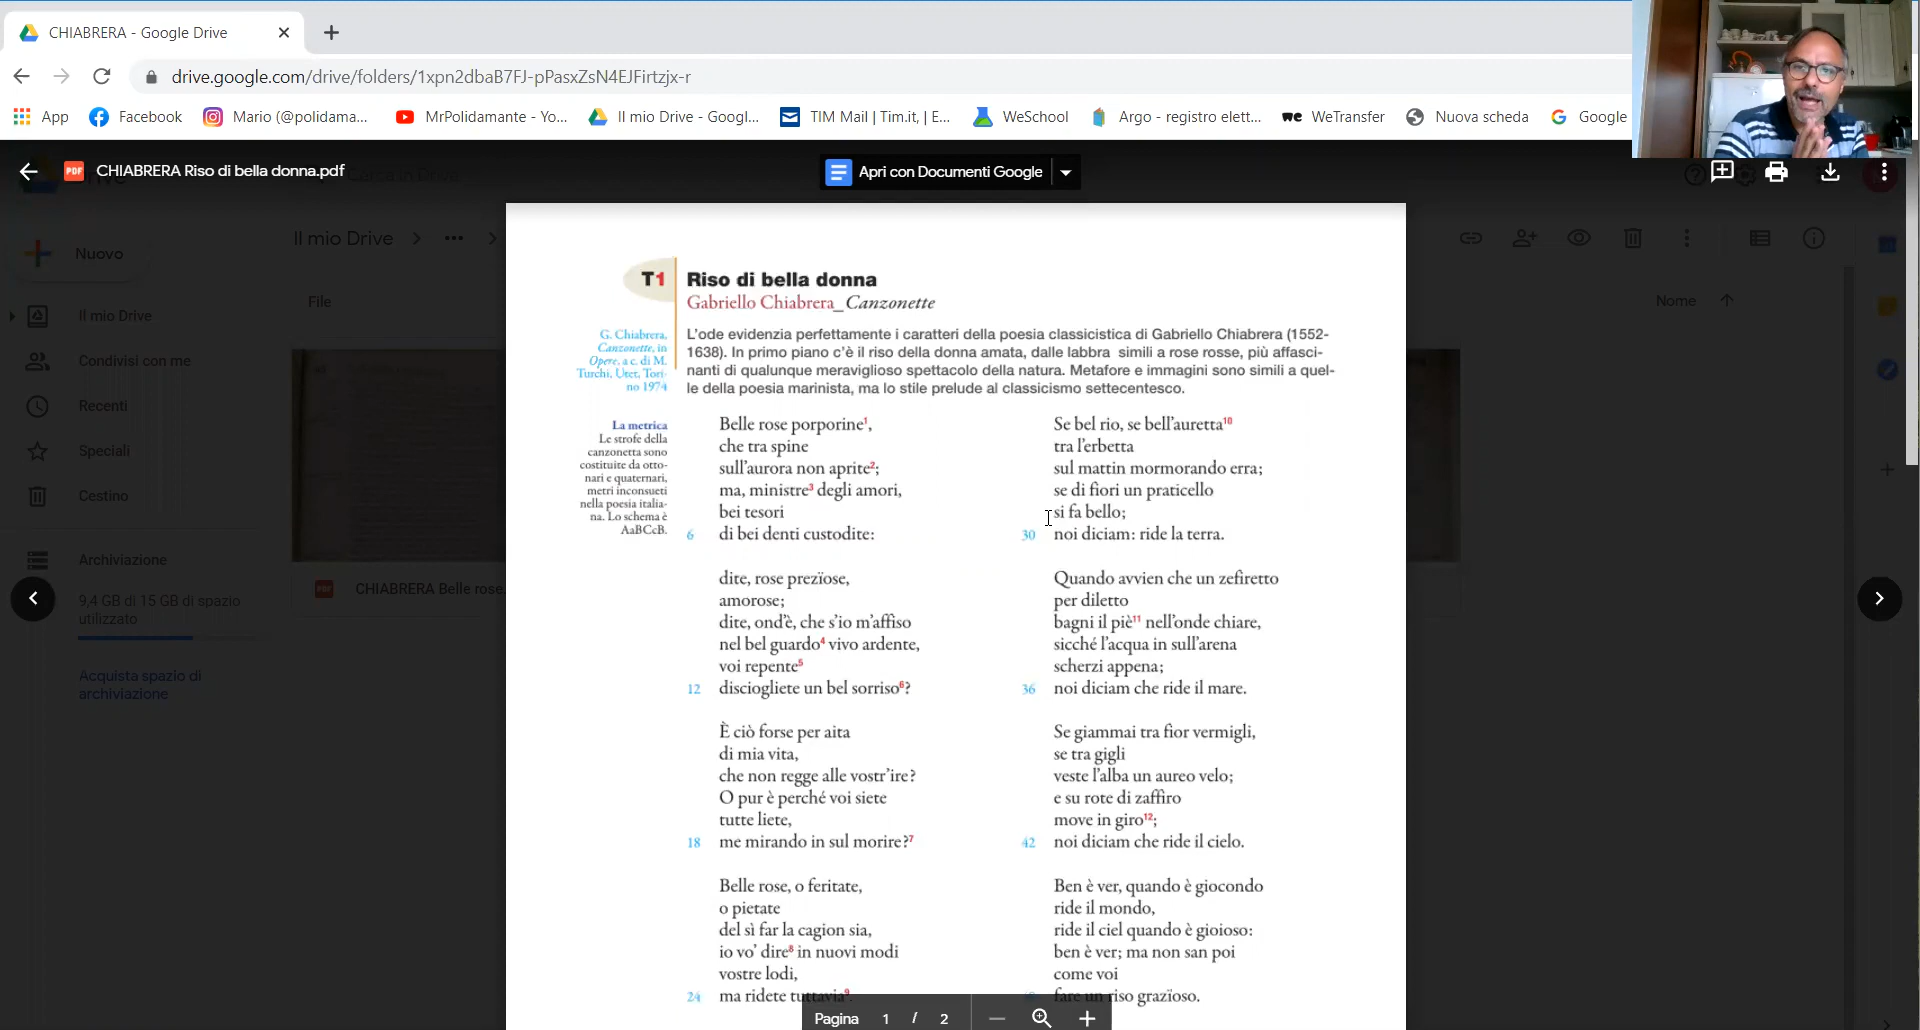 CHIABRERA - Google Drive
drive.google.com/drive/folders/1xpn2dbaB7FJ-pPasxZsN4EJFirtzjx-r
App
Facebook
Mario (@polidama...
MrPolidamante - Yo...
Il mio Drive - Googl...
TIM Mail | Tim.it, | E...
WeSchool
Argo - registro elett...
WeTransfer
Nuova scheda
Google
PDF
CHIABRERA Riso di bella donna.pdf
Apri con Documenti Google
Nuovo
Il mio Drive
File
Nome
Il mio Drive
Condivisi con me
Recenti
Speciali
Cestino
Archiviazione
9,4 GB di 15 GB di spazio
utilizzato
Acquista spazio di
archiviazione
CHIABRERA Belle rose
T1
Riso di bella donna
Gabriello Chiabrera_Canzonette
G. Chiabrera,
Canzonette, in
Opere, a c. di M.
Turchi, Utet, Tori-
no 1974
L'ode evidenzia perfettamente i caratteri della poesia classicistica di Gabriello Chiabrera (1552-
1638). In primo piano c'è il riso della donna amata, dalle labbra simili a rose rosse, più affasci-
nanti di qualunque meraviglioso spettacolo della natura. Metafore e immagini sono simili a quel-
le della poesia marinista, ma lo stile prelude al classicismo settecentesco.
La metrica
Le strofe della
canzonetta sono
costituite da otto-
nari e quaternari,
metri inconsueti
nella poesia italia-
na. Lo schema è
AaBCcB.
Belle rose porporine¹,
che tra spine
sull'aurora non aprite²;
ma, ministre³ degli amori,
bei tesori
6 di bei denti custodite:
dite, rose prezïose,
amorose;
dite, ond'è, che s'io m'affiso
nel bel guardo⁴ vivo ardente,
voi repente⁵
12 disciogliete un bel sorriso⁶?
È ciò forse per aita
di mia vita,
che non regge alle vostr'ire?
O pur è perché voi siete
tutte liete,
18 me mirando in sul morire?⁷
Belle rose, o feritate,
o pietate
del sì far la cagion sia,
io vo' dire⁸ in nuovi modi
vostre lodi,
24 ma ridete tuttavia⁹.
Se bel rio, se bell'auretta¹⁰
tra l'erbetta
sul mattin mormorando erra;
se di fiori un praticello
si fa bello;
30 noi diciam: ride la terra.
Quando avvien che un zefiretto
per diletto
bagni il piè¹¹ nell'onde chiare,
sicché l'acqua in sull'arena
scherzi appena;
36 noi diciam che ride il mare.
Se giammai tra fior vermigli,
se tra gigli
veste l'alba un aureo velo;
e su rote di zaffiro
move in giro¹²;
42 noi diciam che ride il cielo.
Ben è ver, quando è giocondo
ride il mondo,
ride il ciel quando è gioioso:
ben è ver; ma non san poi
come voi
fare un riso grazïoso.
Pagina 1 / 2